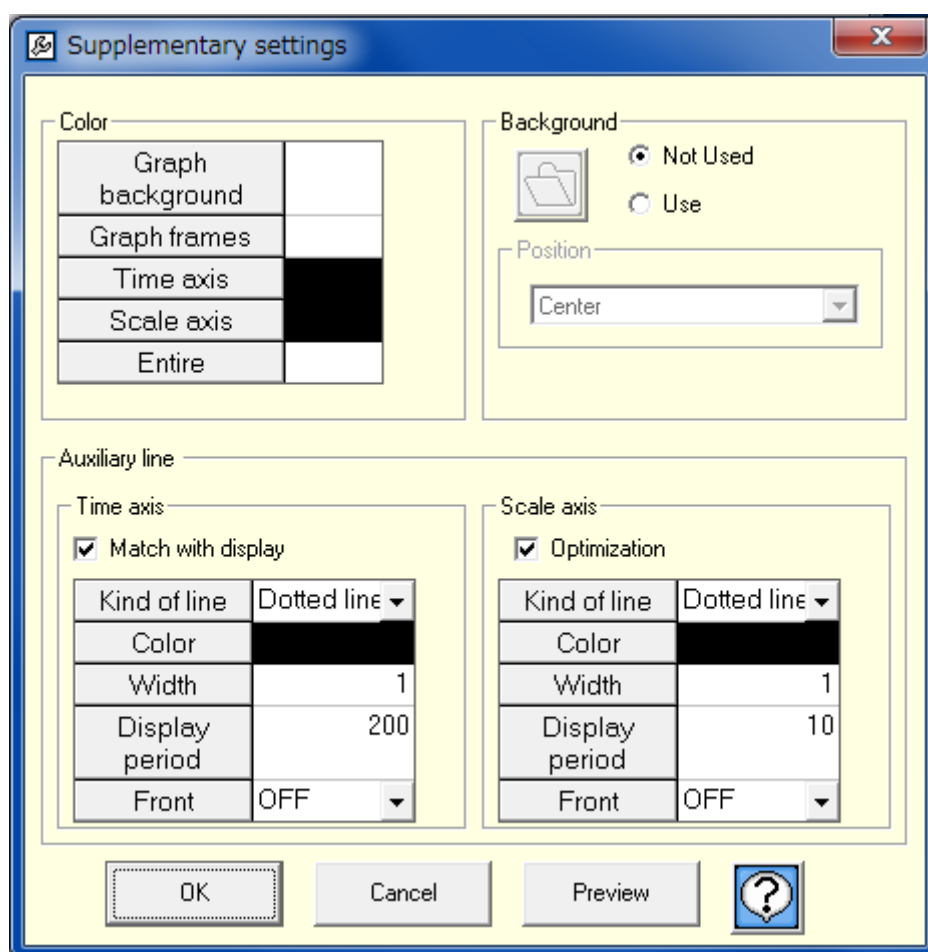 Supplementary settings
Color
Graph
background
Graph frames
Time axis
Scale axis
Entire
Background
Not Used
Use
Position
Center
Auxiliary line
Time axis
Match with display
Kind of line Dotted line
Color
Width 1
Display 200
period
Front OFF
Scale axis
Optimization
Kind of line Dotted line
Color
Width 1
Display 10
period
Front OFF
OK Cancel Preview ?